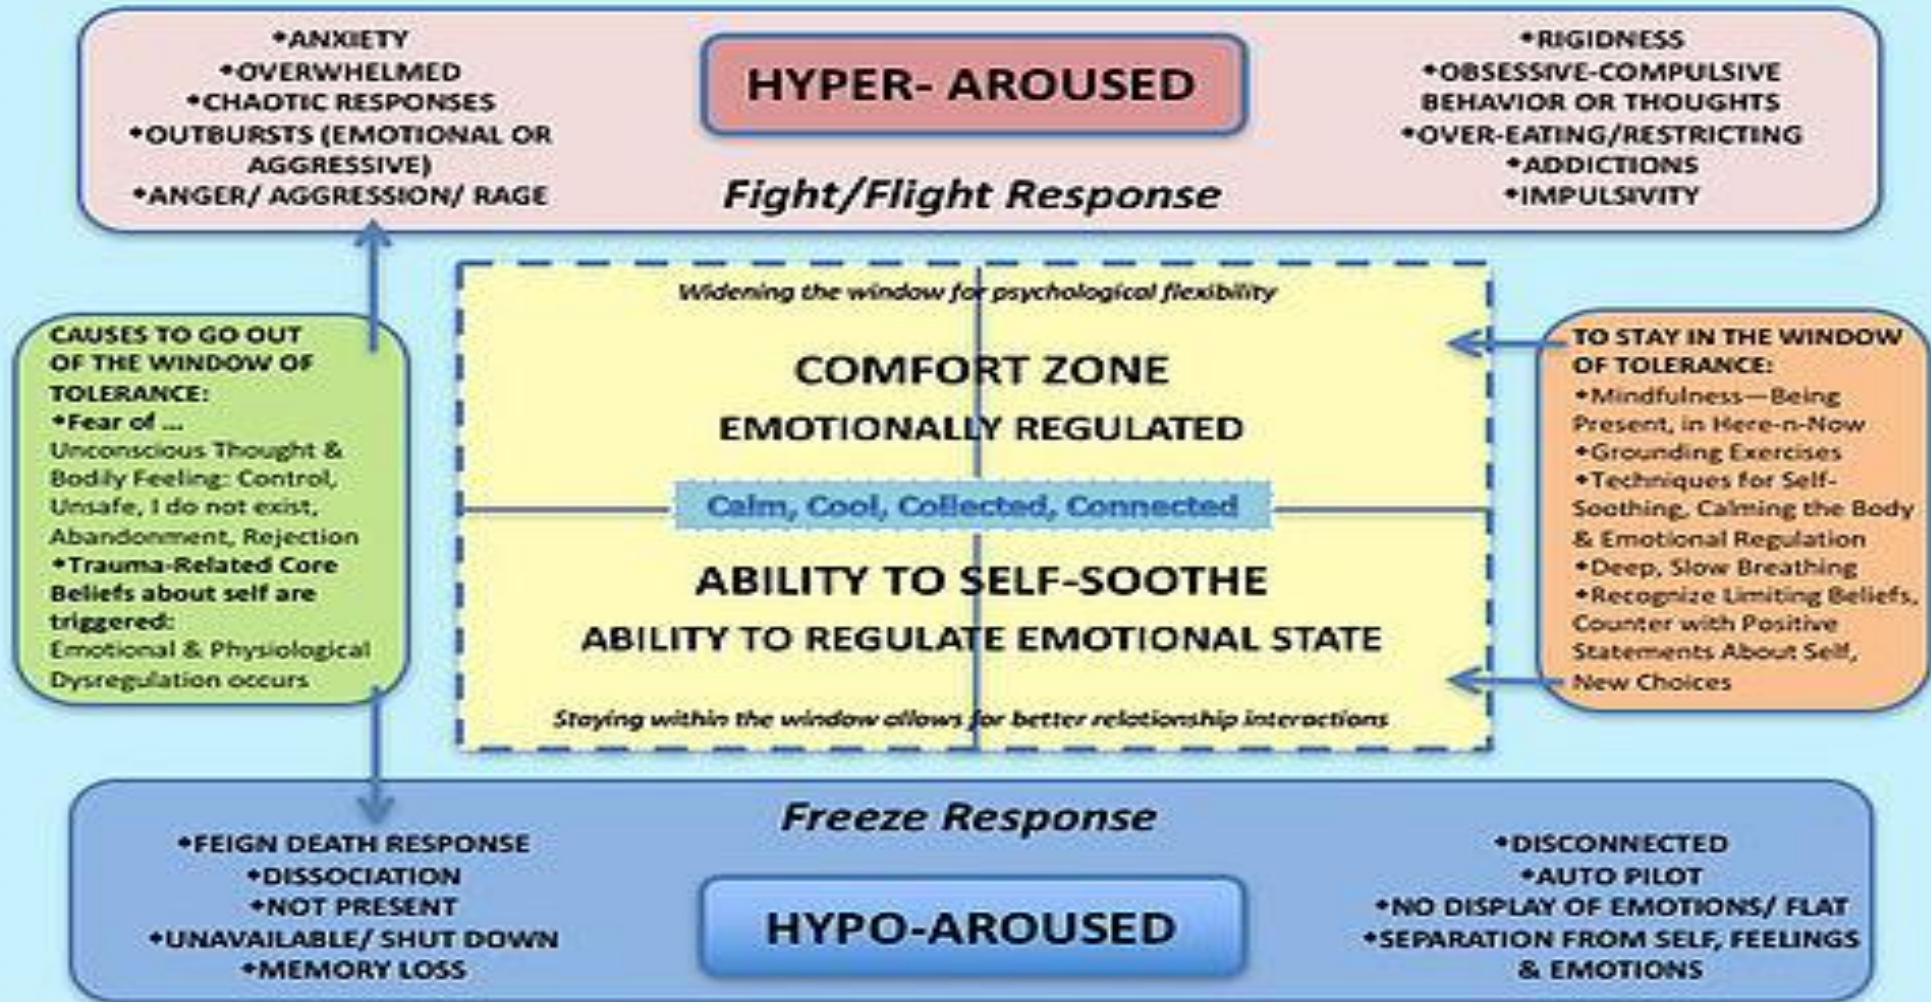 *ANXIETY
*OVERWHELMED
*CHAOTIC RESPONSES
*OUTBURSTS (EMOTIONAL OR
AGGRESSIVE)
*ANGER/ AGGRESSION/ RAGE
HYPER- AROUSED
Fight/Flight Response
*RIGIDNESS
*OBSESSIVE-COMPULSIVE
BEHAVIOR OR THOUGHTS
*OVER-EATING/RESTRICTING
*ADDICTIONS
*IMPULSIVITY
CAUSES TO GO OUT
OF THE WINDOW OF
TOLERANCE:
*Fear of ...
Unconscious Thought &
Bodily Feeling: Control,
Unsafe, I do not exist,
Abandonment, Rejection
*Trauma-Related Core
Beliefs about self are
triggered:
Emotional & Physiological
Dysregulation occurs
Widening the window for psychological flexibility
COMFORT ZONE
EMOTIONALLY REGULATED
Calm, Cool, Collected, Connected
ABILITY TO SELF-SOOTHE
ABILITY TO REGULATE EMOTIONAL STATE
Staying within the window allows for better relationship interactions
TO STAY IN THE WINDOW
OF TOLERANCE:
*Mindfulness—Being
Present, in Here-n-Now
*Grounding Exercises
*Techniques for Self-
Soothing, Calming the Body
& Emotional Regulation
*Deep, Slow Breathing
*Recognize Limiting Beliefs,
Counter with Positive
Statements About Self,
New Choices
*FEIGN DEATH RESPONSE
*DISSOCIATION
*NOT PRESENT
*UNAVAILABLE/ SHUT DOWN
*MEMORY LOSS
Freeze Response
HYPO-AROUSED
*DISCONNECTED
*AUTO PILOT
*NO DISPLAY OF EMOTIONS/ FLAT
*SEPARATION FROM SELF, FEELINGS
& EMOTIONS